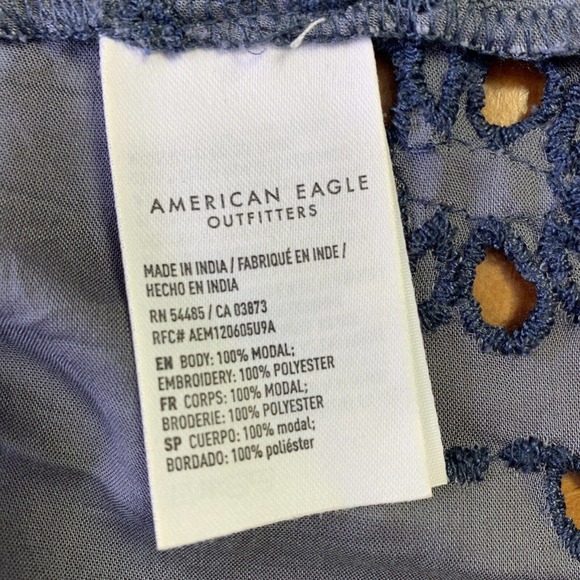 AMERICAN EAGLE
OUTFITTERS
MADE IN INDIA / FABRIQUÉ EN INDE /
HECHO EN INDIA
RN 54485 / CA 03873
RFC# AEM120605U9A
EN BODY: 100% MODAL;
EMBROIDERY: 100% POLYESTER
FR CORPS: 100% MODAL;
BRODERIE: 100% POLYESTER
SP CUERPO: 100% modal;
BORDADO: 100% poliéster